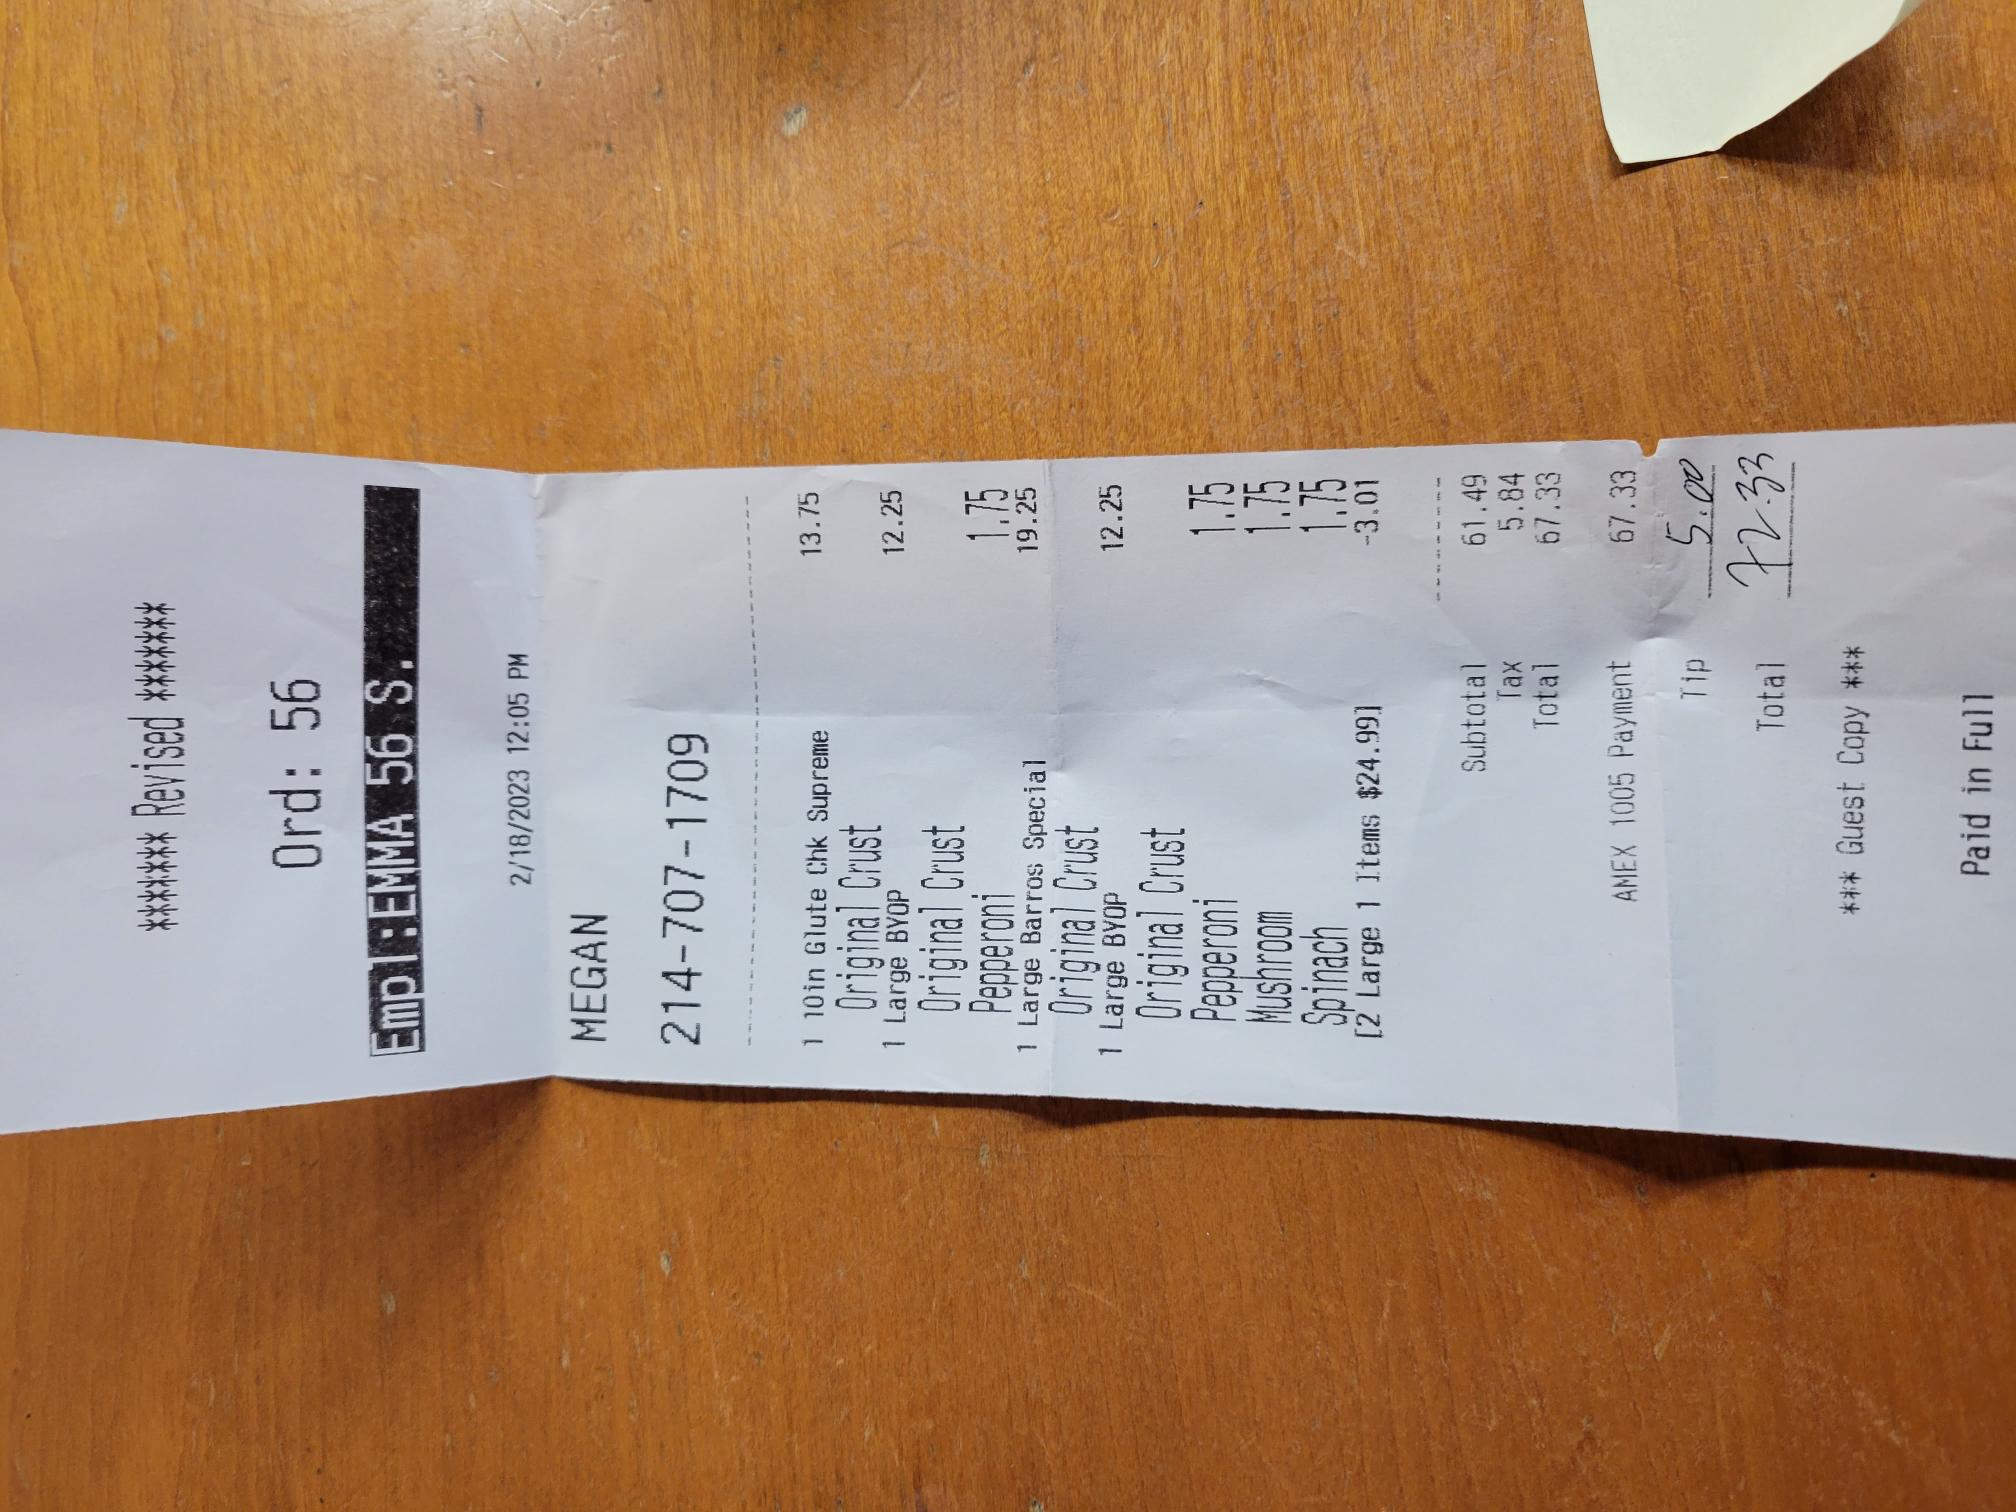 ******* Revised *******
Ord: 56
Empl:EMMA 56 S.
2/18/2023 12:05 PM
MEGAN
214-707-1709
1 10in Glute Chk Supreme 13.75
Original Crust
1 Large BYOP 12.25
Original Crust
Pepperoni 1.75
1 Large Barros Special 19.25
Original Crust
1 Large BYOP 12.25
Original Crust
Pepperoni 1.75
Mushroom 1.75
Spinach 1.75
[2 Large 1 Items $24.99] -3.01
Subtotal 61.49
Tax 5.84
Total 67.33
AMEX 1005 Payment 67.33
Tip 5.00
Total 72.33
*** Guest Copy ***
Paid in Full